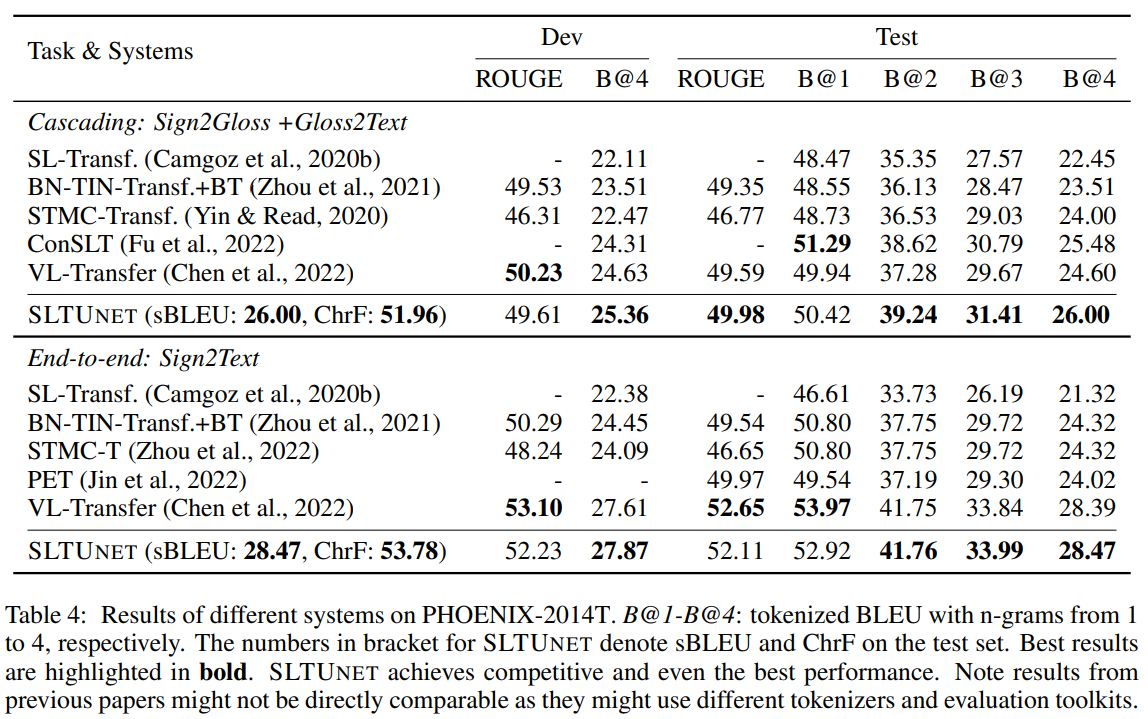 Task & Systems Dev Test
ROUGE B@4 ROUGE B@1 B@2 B@3 B@4
Cascading: Sign2Gloss +Gloss2Text
SL-Transf. (Camgoz et al., 2020b) - 22.11 - 48.47 35.35 27.57 22.45
BN-TIN-Transf.+BT (Zhou et al., 2021) 49.53 23.51 49.35 48.55 36.13 28.47 23.51
STMC-Transf. (Yin & Read, 2020) 46.31 22.47 46.77 48.73 36.53 29.03 24.00
ConSLT (Fu et al., 2022) - 24.31 - 51.29 38.62 30.79 25.48
VL-Transfer (Chen et al., 2022) 50.23 24.63 49.59 49.94 37.28 29.67 24.60
SLTUNET (sBLEU: 26.00, ChrF: 51.96) 49.61 25.36 49.98 50.42 39.24 31.41 26.00
End-to-end: Sign2Text
SL-Transf. (Camgoz et al., 2020b) - 22.38 - 46.61 33.73 26.19 21.32
BN-TIN-Transf.+BT (Zhou et al., 2021) 50.29 24.45 49.54 50.80 37.75 29.72 24.32
STMC-T (Zhou et al., 2022) 48.24 24.09 46.65 50.80 37.75 29.72 24.32
PET (Jin et al., 2022) - - 49.97 49.54 37.19 29.30 24.02
VL-Transfer (Chen et al., 2022) 53.10 27.61 52.65 53.97 41.75 33.84 28.39
SLTUNET (sBLEU: 28.47, ChrF: 53.78) 52.23 27.87 52.11 52.92 41.76 33.99 28.47
Table 4: Results of different systems on PHOENIX-2014T. B@1-B@4: tokenized BLEU with n-grams from 1
to 4, respectively. The numbers in bracket for SLTUNET denote sBLEU and ChrF on the test set. Best results
are highlighted in bold. SLTUNET achieves competitive and even the best performance. Note results from
previous papers might not be directly comparable as they might use different tokenizers and evaluation toolkits.